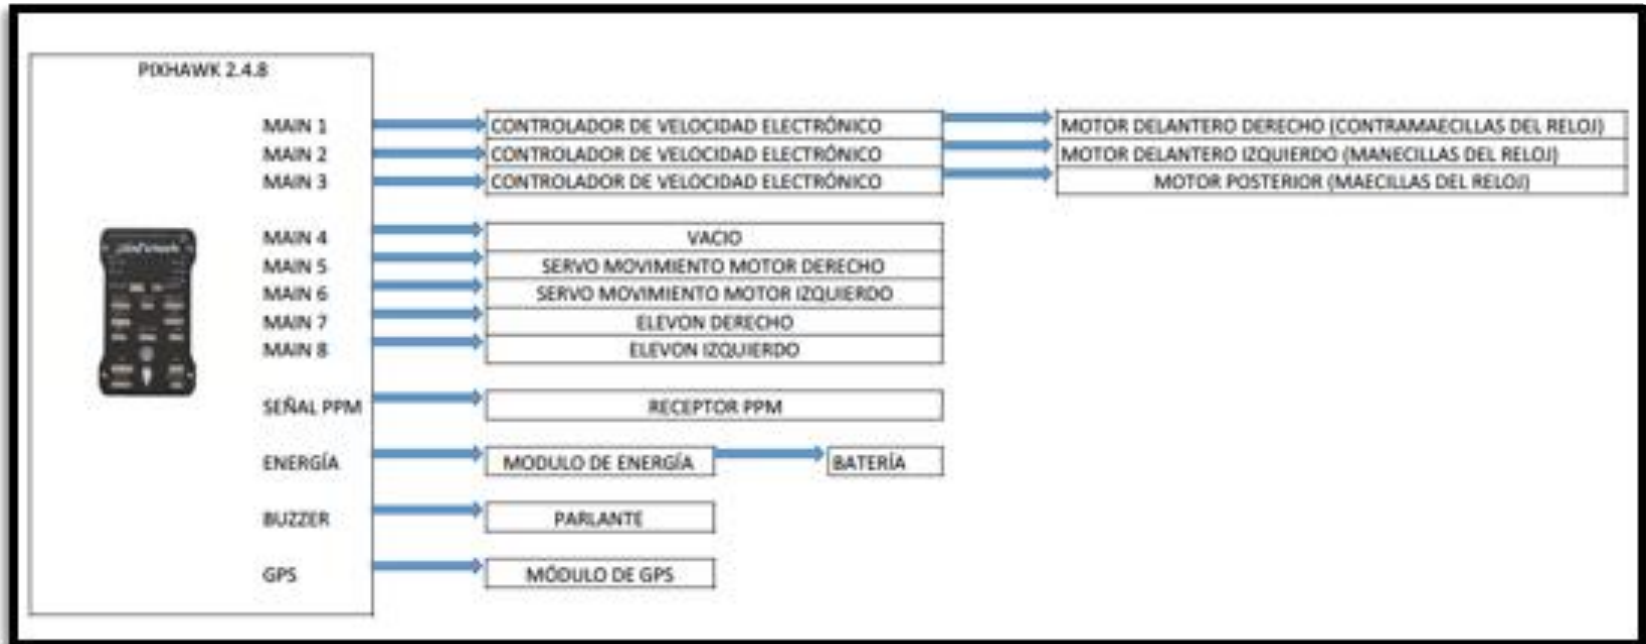 PIXHAWK 2.4.8
MAIN 1 CONTROLADOR DE VELOCIDAD ELECTRÓNICO MOTOR DELANTERO DERECHO (CONTRAMAECILLAS DEL RELOJ)
MAIN 2 CONTROLADOR DE VELOCIDAD ELECTRÓNICO MOTOR DELANTERO IZQUIERDO (MANECILLAS DEL RELOJ)
MAIN 3 CONTROLADOR DE VELOCIDAD ELECTRÓNICO MOTOR POSTERIOR (MAECILLAS DEL RELOJ)
MAIN 4 VACIO
MAIN 5 SERVO MOVIMIENTO MOTOR DERECHO
MAIN 6 SERVO MOVIMIENTO MOTOR IZQUIERDO
MAIN 7 ELEVON DERECHO
MAIN 8 ELEVON IZQUIERDO
SEÑAL PPM RECEPTOR PPM
ENERGÍA MODULO DE ENERGÍA BATERÍA
BUZZER PARLANTE
GPS MÓDULO DE GPS